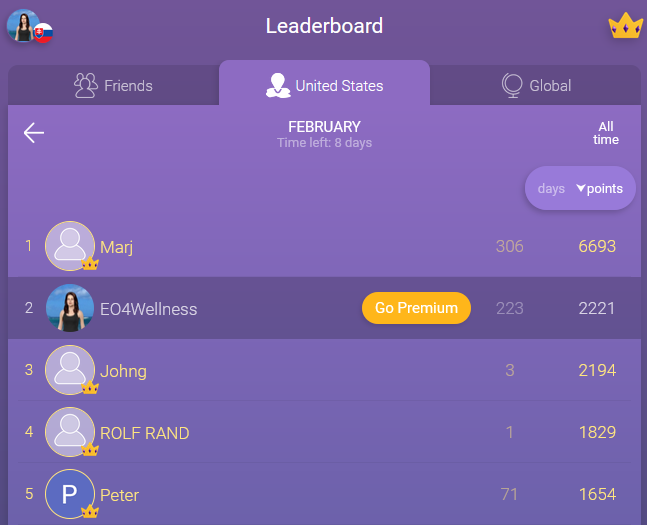 Leaderboard
Friends
United States
Global
FEBRUARY
Time left: 8 days
All
time
days points
1 Marj 306 6693
2 EO4Wellness Go Premium 223 2221
3 Johng 3 2194
4 ROLF RAND 1 1829
5 P Peter 71 1654